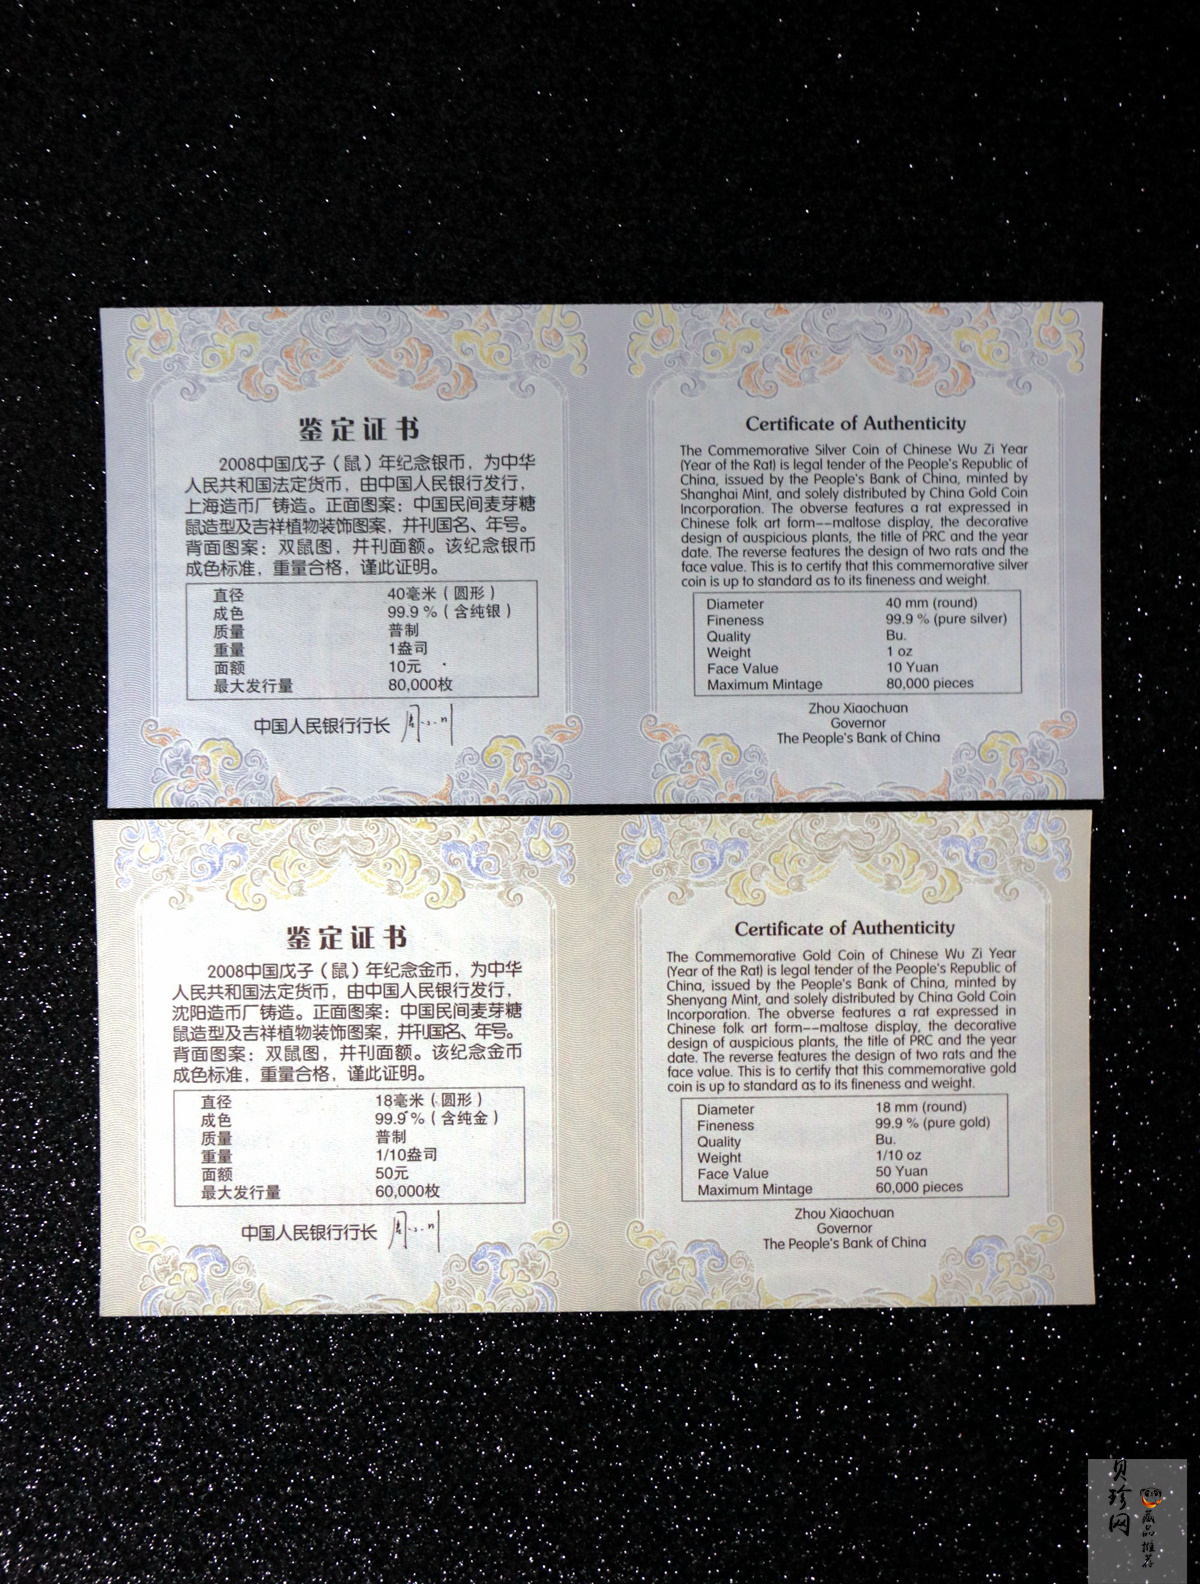 鉴定证书
2008中国戊子（鼠）年纪念银币，为中华
人民共和国法定货币，由中国人民银行发行，
上海造币厂铸造。正面图案：中国民间麦芽糖
鼠造型及吉祥植物装饰图案，并刊国名、年号。
背面图案：双鼠图，并刊面额。该纪念银币
成色标准，重量合格，谨此证明。
直径 40毫米（圆形）
成色 99.9％（含纯银）
质量 普制
重量 1盎司
面额 10元
最大发行量 80,000枚
中国人民银行行长
Certificate of Authenticity
The Commemorative Silver Coin of Chinese Wu Zi Year
(Year of the Rat) is legal tender of the People's Republic of
China, issued by the People's Bank of China, minted by
Shanghai Mint, and solely distributed by China Gold Coin
Incorporation. The obverse features a rat expressed in
Chinese folk art form--maltose display, the decorative
design of auspicious plants, the title of PRC and the year
date. The reverse features the design of two rats and the
face value. This is to certify that this commemorative silver
coin is up to standard as to its fineness and weight.
Diameter 40 mm (round)
Fineness 99.9 % (pure silver)
Quality Bu.
Weight 1 oz
Face Value 10 Yuan
Maximum Mintage 80,000 pieces
Zhou Xiaochuan
Governor
The People's Bank of China
鉴定证书
2008中国戊子（鼠）年纪念金币，为中华
人民共和国法定货币，由中国人民银行发行，
沈阳造币厂铸造。正面图案：中国民间麦芽糖
鼠造型及吉祥植物装饰图案，并刊国名、年号。
背面图案：双鼠图，并刊面额。该纪念金币
成色标准，重量合格，谨此证明。
直径 18毫米（圆形）
成色 99.9％（含纯金）
质量 普制
重量 1/10盎司
面额 50元
最大发行量 60,000枚
中国人民银行行长
Certificate of Authenticity
The Commemorative Gold Coin of Chinese Wu Zi Year
(Year of the Rat) is legal tender of the People's Republic of
China, issued by the People's Bank of China, minted by
Shenyang Mint, and solely distributed by China Gold Coin
Incorporation. The obverse features a rat expressed in
Chinese folk art form--maltose display, the decorative
design of auspicious plants, the title of PRC and the year
date. The reverse features the design of two rats and the
face value. This is to certify that this commemorative gold
coin is up to standard as to its fineness and weight.
Diameter 18 mm (round)
Fineness 99.9 % (pure gold)
Quality Bu.
Weight 1/10 oz
Face Value 50 Yuan
Maximum Mintage 60,000 pieces
Zhou Xiaochuan
Governor
The People's Bank of China
贝珍网
藏品推荐